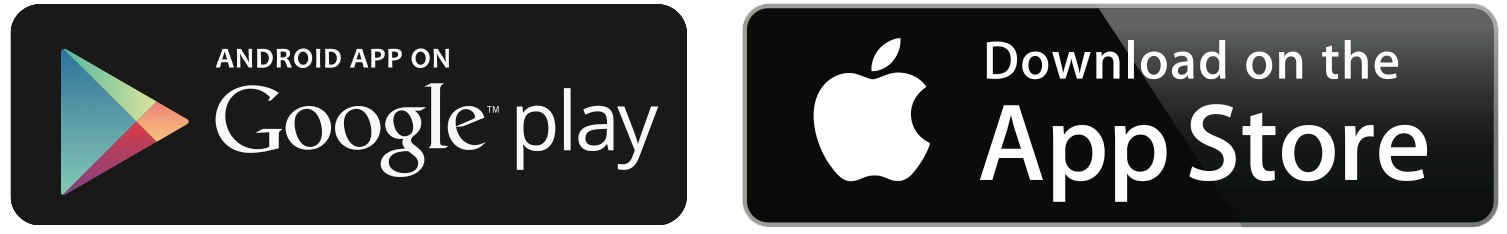 ANDROID APP ON
Google™ play
Download on the
App Store